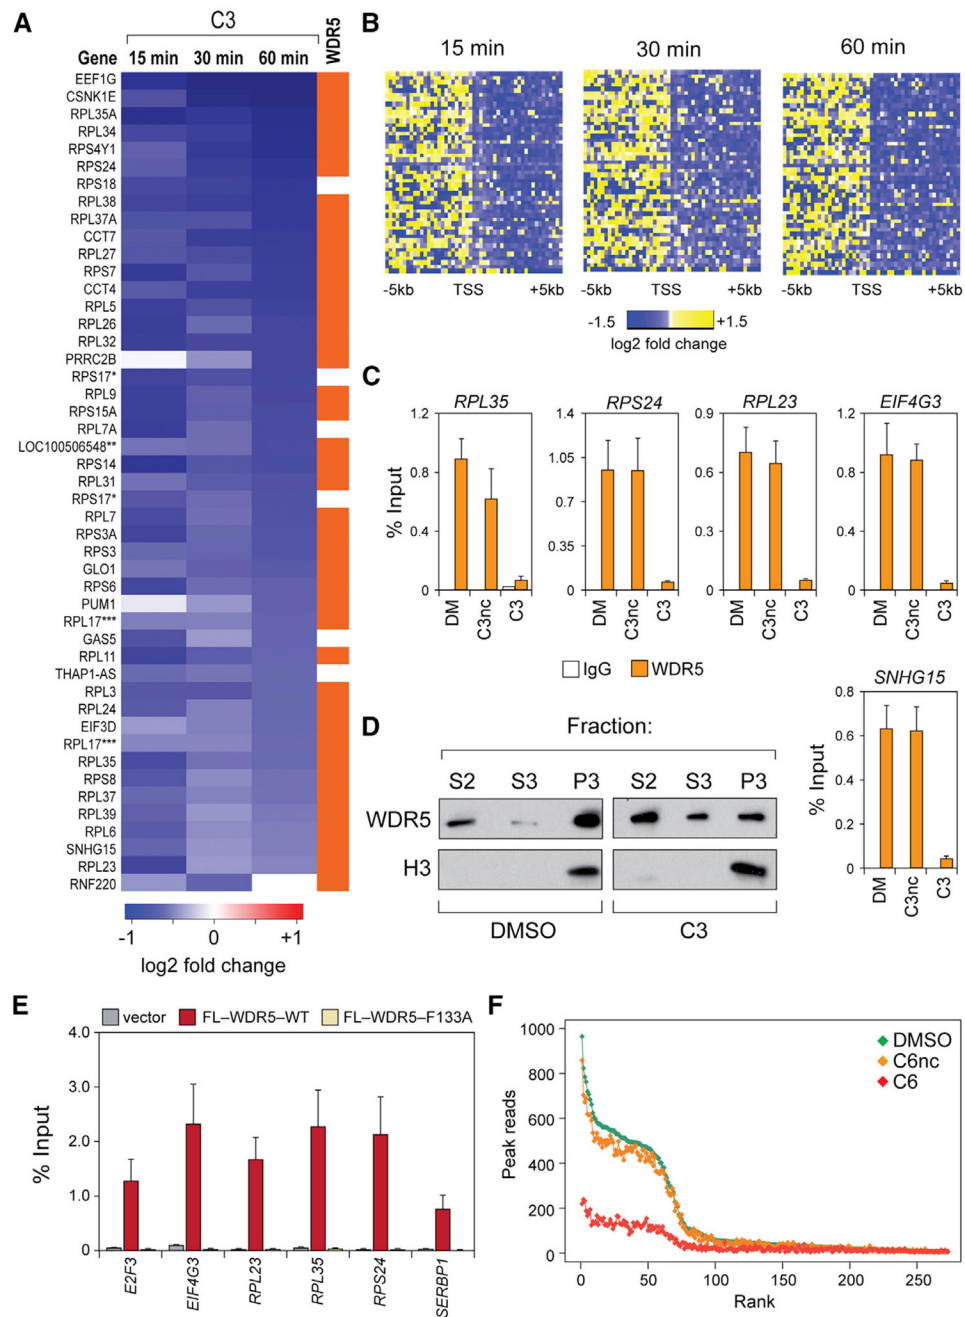 A
C3
WDR5
Gene 15 min 30 min 60 min
EEF1G
CSNK1E
RPL35A
RPL34
RPS4Y1
RPS24
RPS18
RPL38
RPL37A
CCT7
RPL27
RPS7
CCT4
RPL5
RPL26
RPL32
PRRC2B
RPS17*
RPL9
RPS15A
RPL7A
LOC100506548**
RPS14
RPL31
RPS17*
RPL7
RPS3A
RPS3
GLO1
RPS6
PUM1
RPL17***
GAS5
RPL11
THAP1-AS
RPL3
RPL24
EIF3D
RPL17***
RPL35
RPS8
RPL37
RPL39
RPL6
SNHG15
RPL23
RNF220
-1 0 +1
log2 fold change
B
15 min 30 min 60 min
-5kb TSS +5kb -5kb TSS +5kb -5kb TSS +5kb
-1.5 +1.5
log2 fold change
C
RPL35 RPS24 RPL23 EIF4G3
% Input
1.2
0.8
0.4
0
1.4
1.05
0.7
0.35
0
0.9
0.6
0.3
0
1.2
0.8
0.4
0
DM C3nc C3 DM C3nc C3 DM C3nc C3 DM C3nc C3
IgG WDR5
SNHG15
% Input
0.8
0.6
0.4
0.2
0
DM C3nc C3
D
Fraction:
S2 S3 P3 S2 S3 P3
WDR5
H3
DMSO C3
E
vector FL–WDR5–WT FL–WDR5–F133A
% Input
4.0
3.0
2.0
1.0
0
E2F3 EIF4G3 RPL23 RPL35 RPS24 SERBP1
F
DMSO
C6nc
C6
Peak reads
1000
800
600
400
200
0
0 50 100 150 200 250
Rank